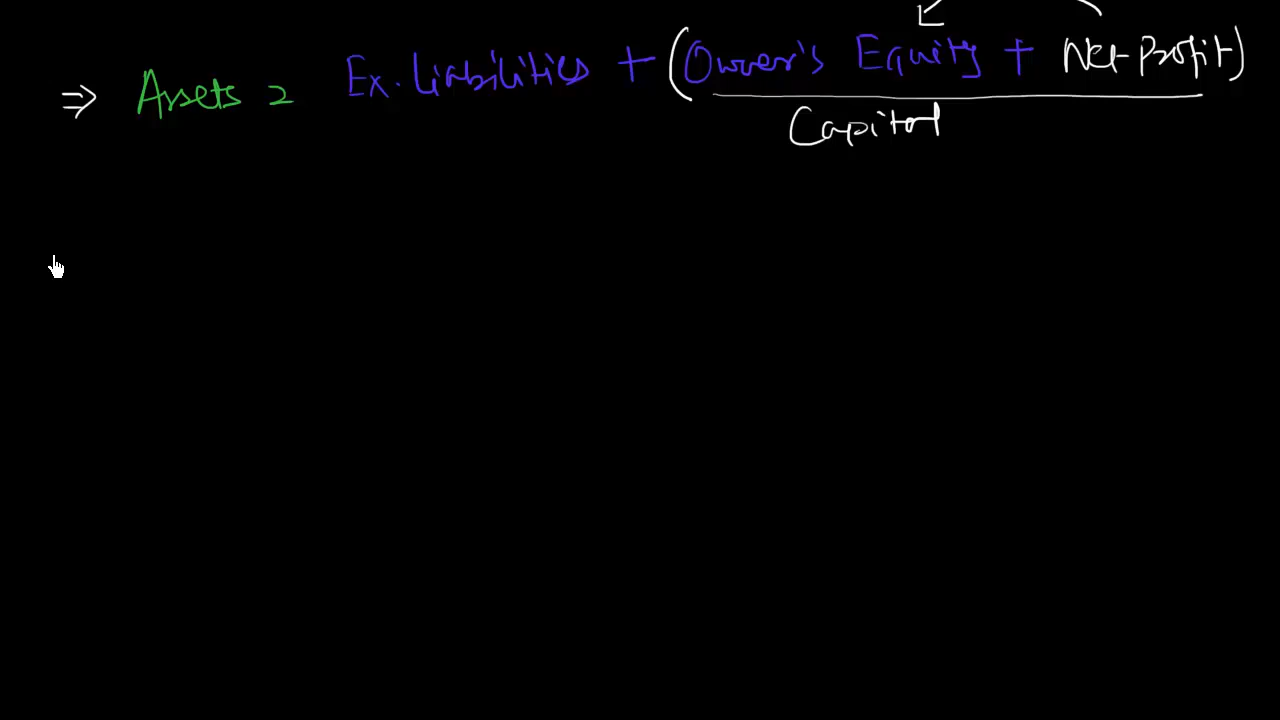 ⇒ Assets = Ex. Liabilities + (Owner's Equity + Net Profit)
Capital